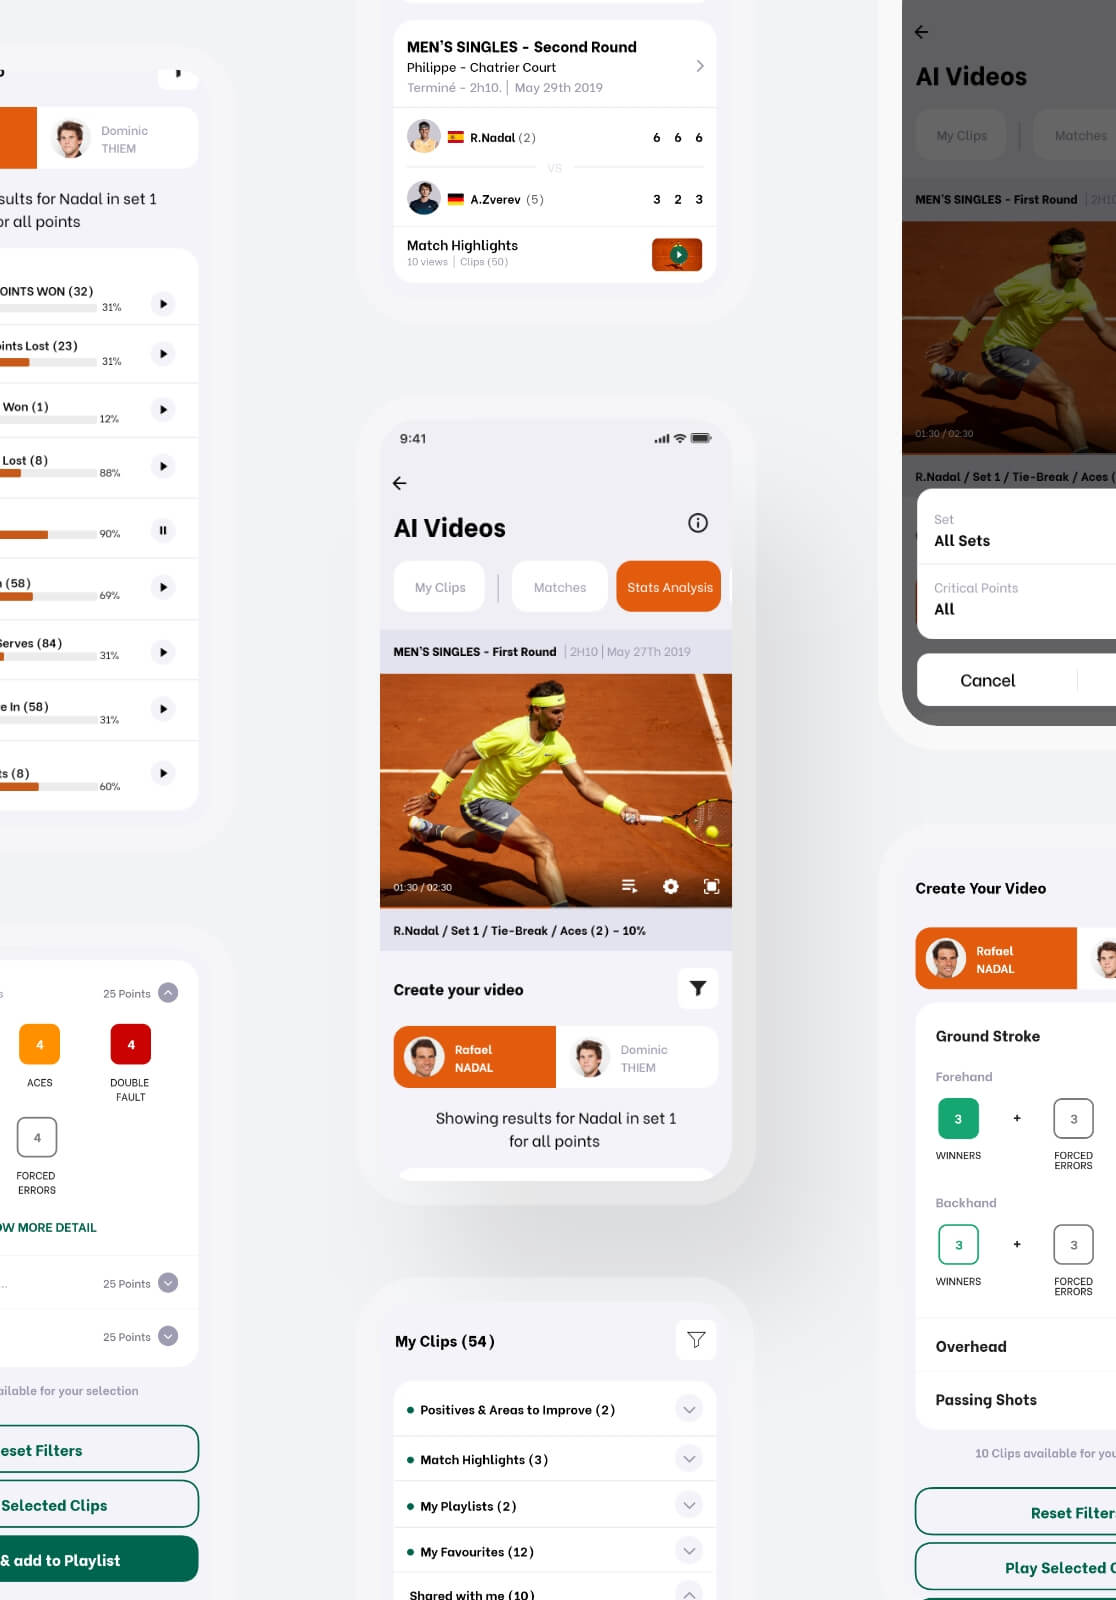 Dominic
THIEM
sults for Nadal in set 1
or all points
OINTS WON (32)
31%
ints Lost (23)
31%
Won (1)
12%
Lost (8)
88%
90%
(58)
69%
Serves (84)
31%
e In (58)
31%
ts (8)
60%
25 Points
4
4
ACES
DOUBLE
FAULT
4
FORCED
ERRORS
OW MORE DETAIL
...
25 Points
25 Points
ailable for your selection
eset Filters
Selected Clips
& add to Playlist
MEN'S SINGLES - Second Round
Philippe - Chatrier Court
Terminé - 2h10. | May 29th 2019
R.Nadal (2) 6 6 6
VS
A.Zverev (5) 3 2 3
Match Highlights
10 views | Clips (50)
9:41
AI Videos
My Clips | Matches Stats Analysis
MEN'S SINGLES - First Round | 2H10 | May 27Th 2019
01:30 / 02:30
R.Nadal / Set 1 / Tie-Break / Aces (2) - 10%
Create your video
Rafael
NADAL
Dominic
THIEM
Showing results for Nadal in set 1
for all points
My Clips (54)
Positives & Areas to Improve (2)
Match Highlights (3)
My Playlists (2)
My Favourites (12)
Shared with me (10)
AI Videos
My Clips | Matches
MEN'S SINGLES - First Round | 2H10
01:30 / 02:30
R.Nadal / Set 1 / Tie-Break / Aces (
Set
All Sets
Critical Points
All
Cancel
Create Your Video
Rafael
NADAL
Ground Stroke
Forehand
3 + 3
WINNERS
FORCED
ERRORS
Backhand
3 + 3
WINNERS
FORCED
ERRORS
Overhead
Passing Shots
10 Clips available for you
Reset Filter
Play Selected C